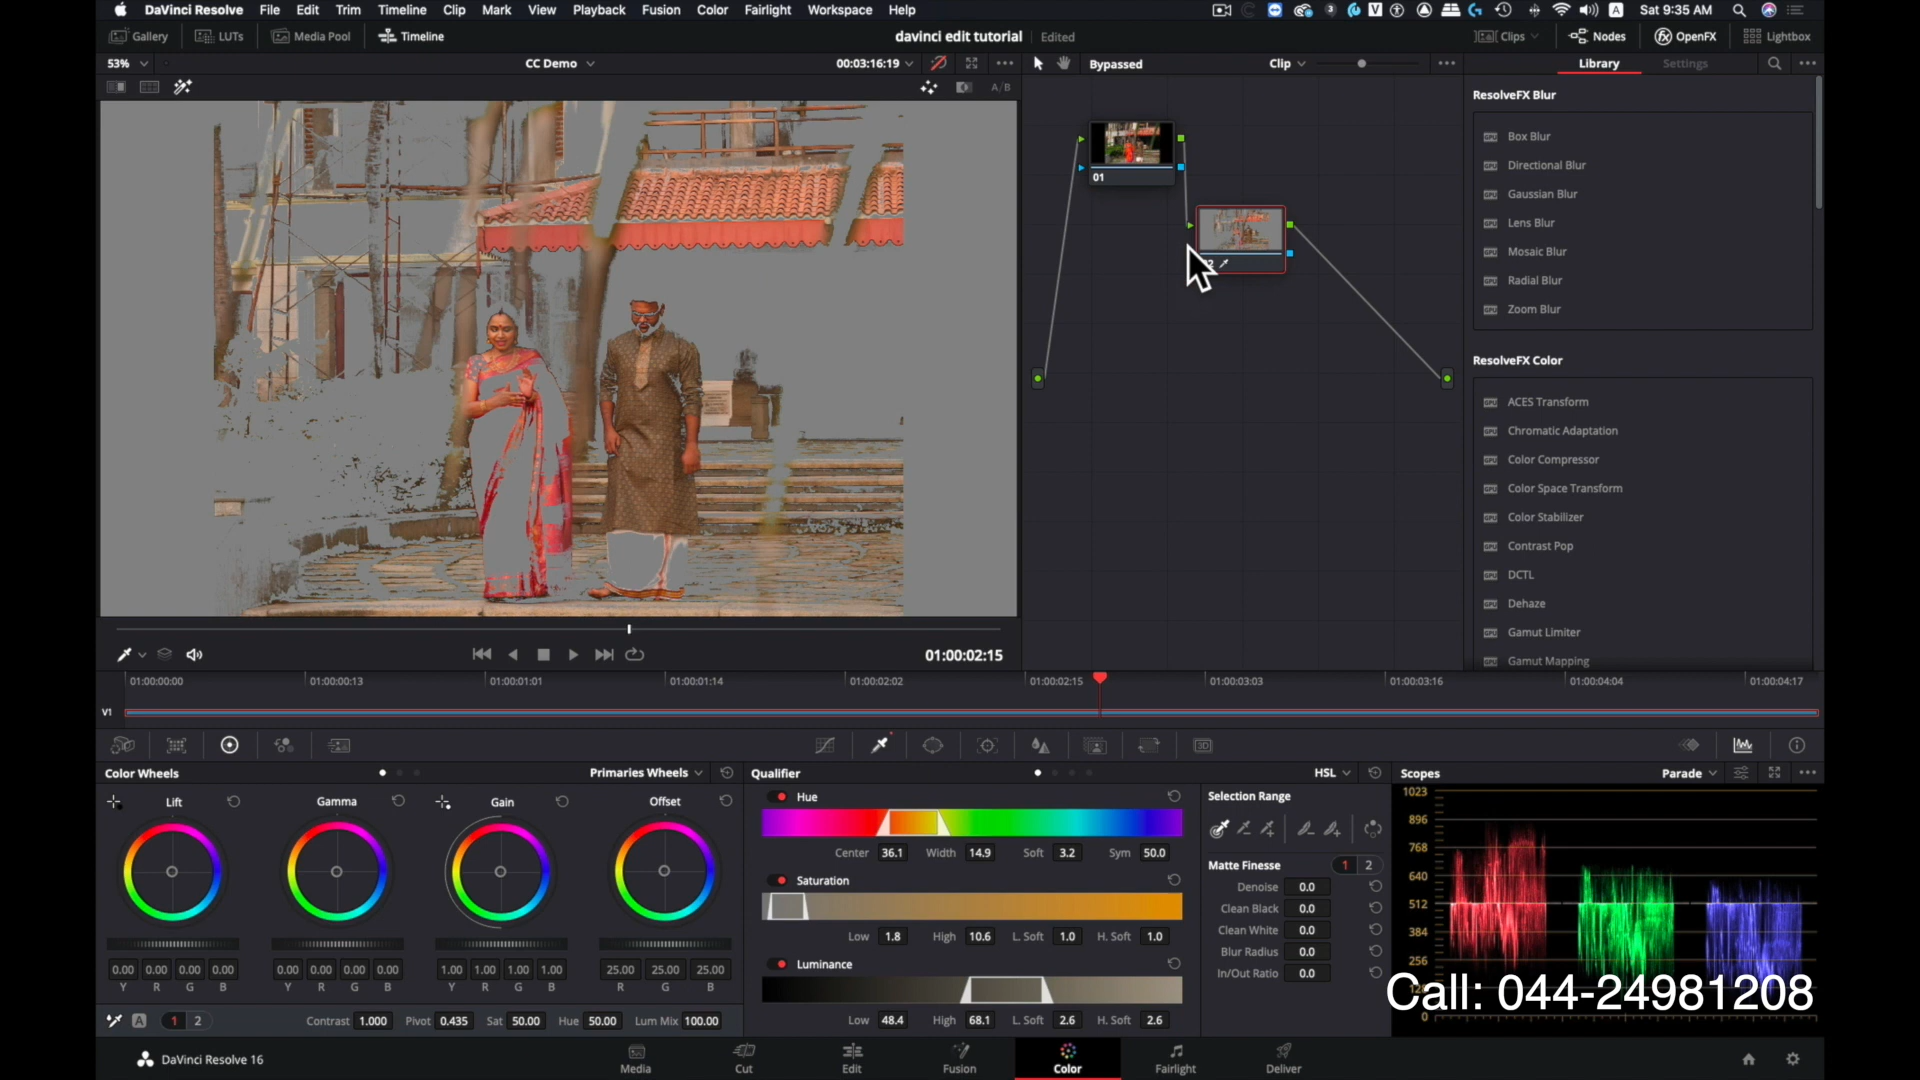 DaVinci Resolve File Edit Trim Timeline Clip Mark View Playback Fusion Color Fairlight Workspace Help
3 V A Sat 9:35 AM
Gallery LUTs Media Pool Timeline davinci edit tutorial Edited Clips Nodes OpenFX Lightbox
53% CC Demo 00:03:16:19 Bypassed Clip Library Settings
A/B
ResolveFX Blur
Box Blur
Directional Blur
Gaussian Blur
Lens Blur
Mosaic Blur
Radial Blur
Zoom Blur
01
ResolveFX Color
ACES Transform
Chromatic Adaptation
Color Compressor
Color Space Transform
Color Stabilizer
Contrast Pop
DCTL
Dehaze
Gamut Limiter
Gamut Mapping
01:00:02:15
01:00:00:00 01:00:00:13 01:00:01:01 01:00:01:14 01:00:02:02 01:00:02:15 01:00:03:03 01:00:03:16 01:00:04:04 01:00:04:17
V1
3D
Color Wheels Primaries Wheels Qualifier HSL Scopes Parade
Lift Gamma Gain Offset
0.00 0.00 0.00 0.00 0.00 0.00 0.00 0.00 1.00 1.00 1.00 1.00 25.00 25.00 25.00
Y R G B Y R G B Y R G B R G B
A 1 2 Contrast 1.000 Pivot 0.435 Sat 50.00 Hue 50.00 Lum Mix 100.00
Hue
Center 36.1 Width 14.9 Soft 3.2 Sym 50.0
Saturation
Low 1.8 High 10.6 L. Soft 1.0 H. Soft 1.0
Luminance
Low 48.4 High 68.1 L. Soft 2.6 H. Soft 2.6
Selection Range
Matte Finesse 1 2
Denoise 0.0
Clean Black 0.0
Clean White 0.0
Blur Radius 0.0
In/Out Ratio 0.0
1023
896
768
640
512
384
256
0
Call: 044-24981208
DaVinci Resolve 16 Media Cut Edit Fusion Color Fairlight Deliver